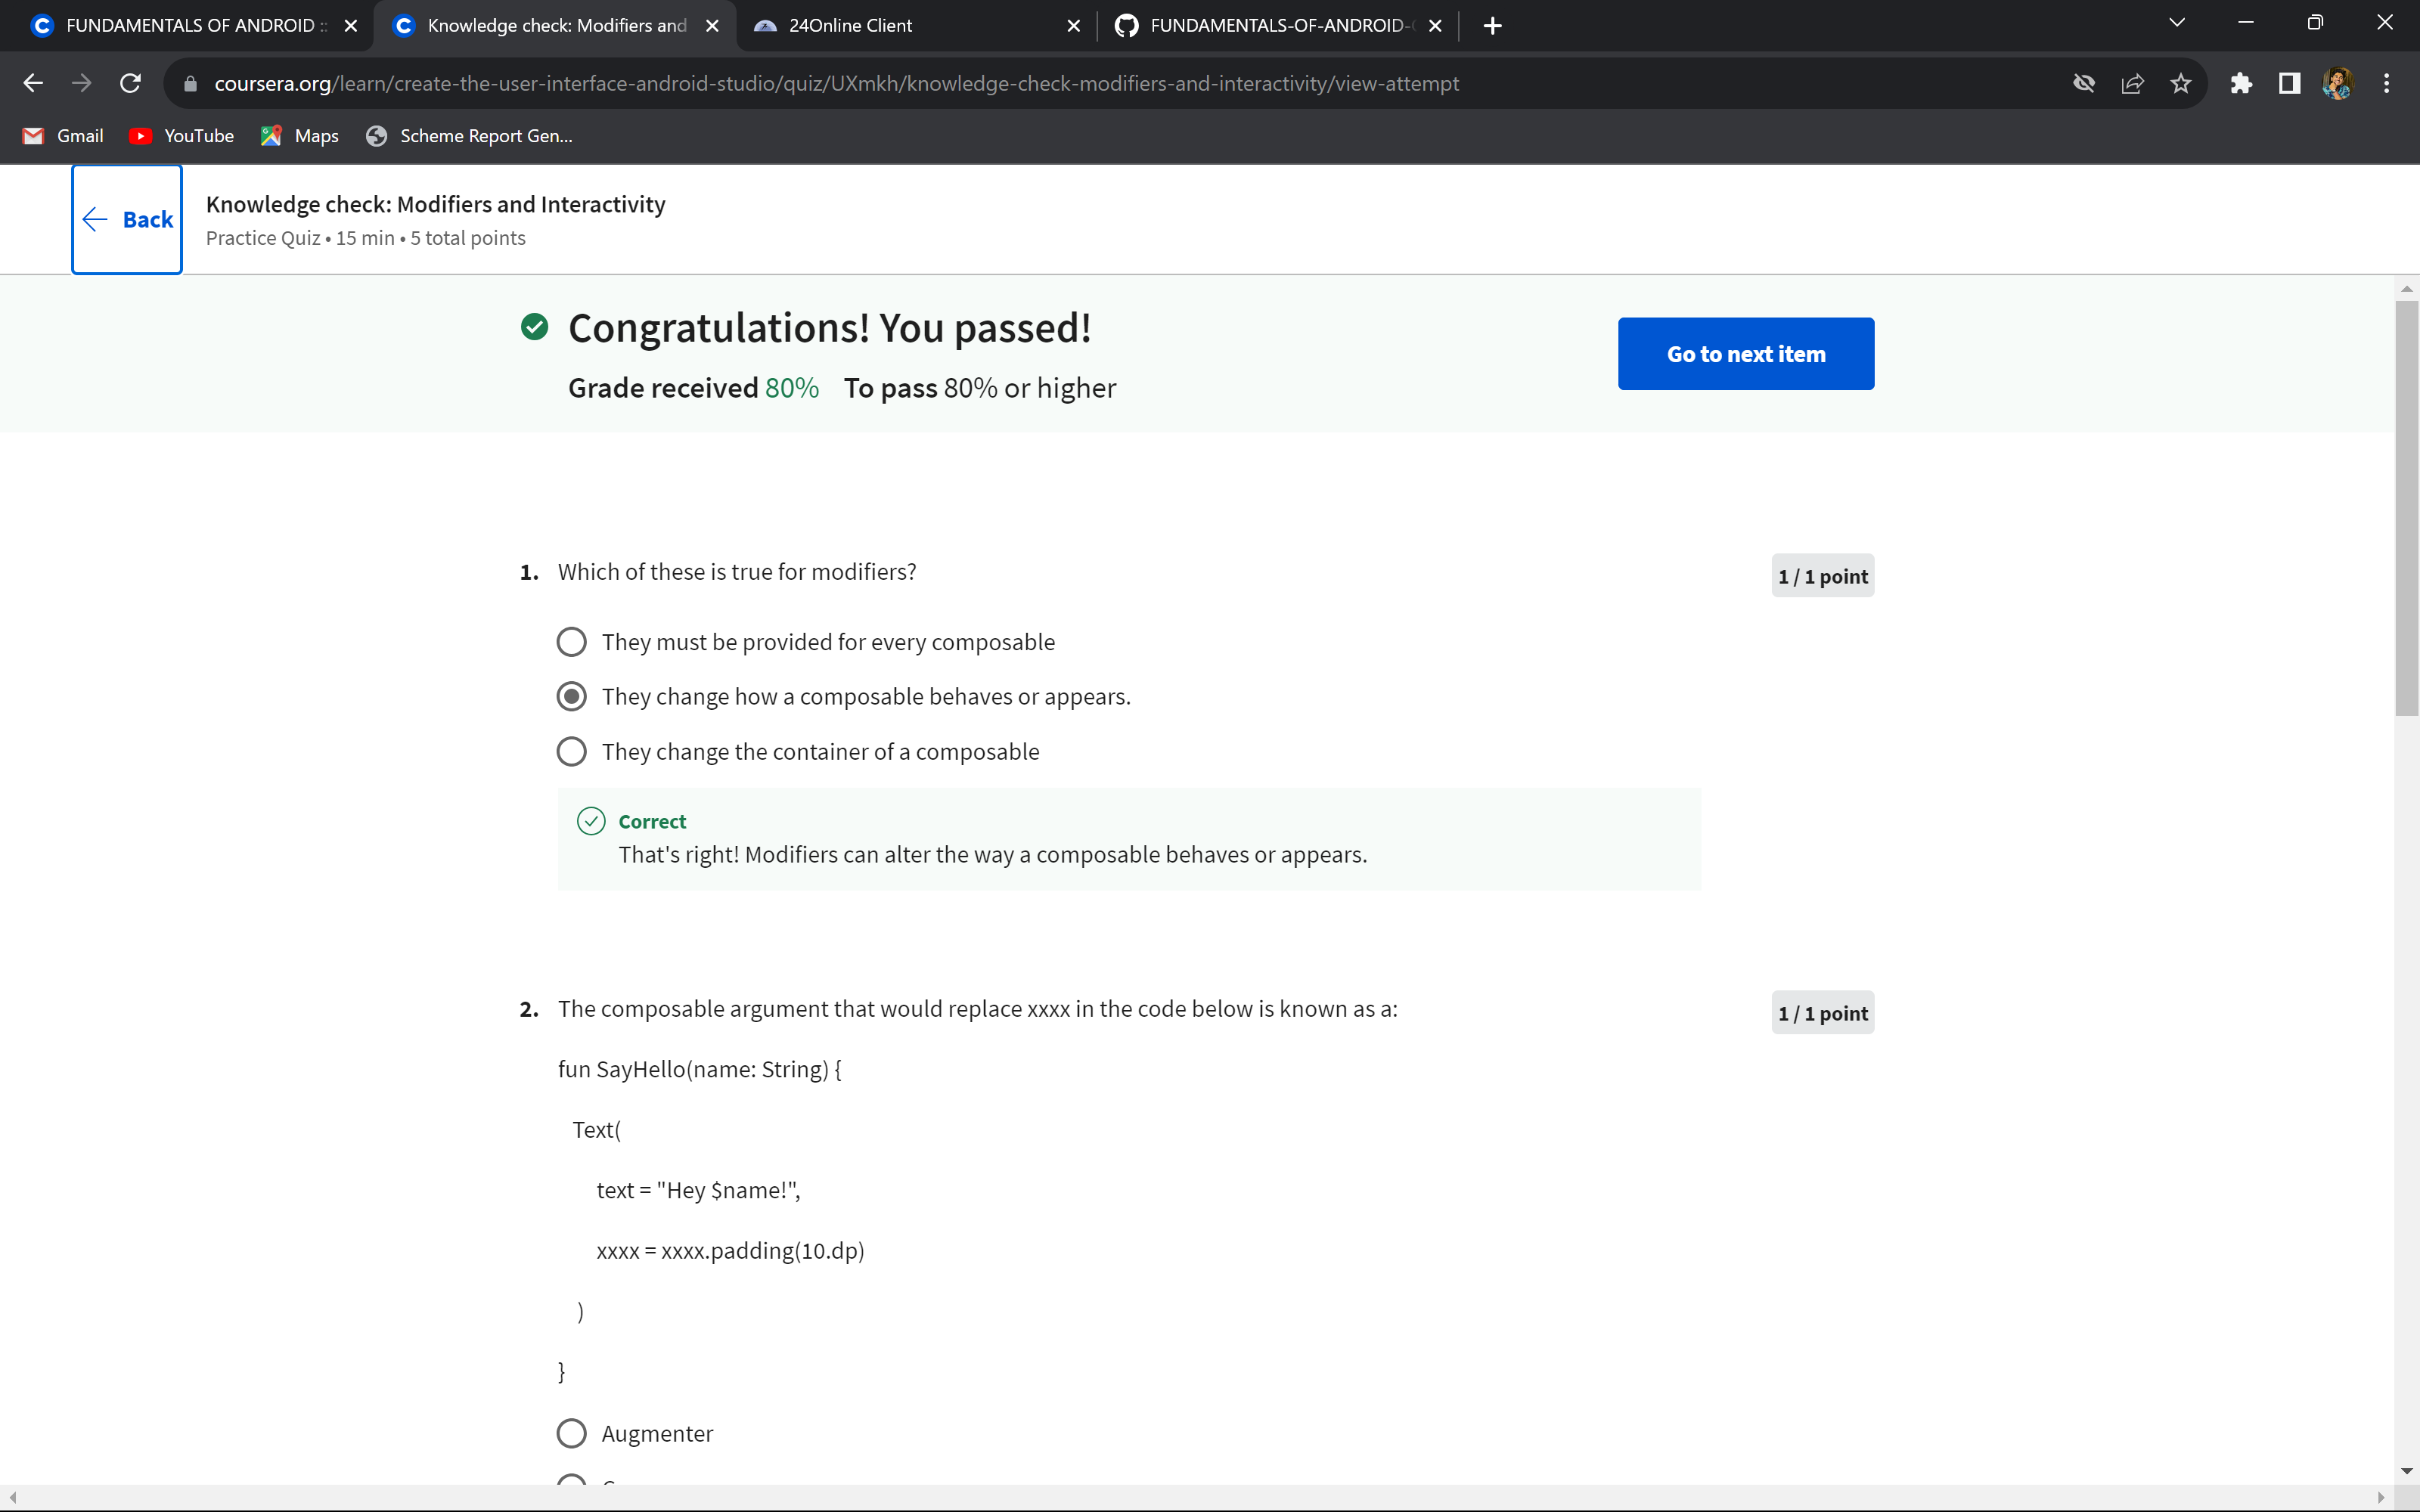 FUNDAMENTALS OF ANDROID ::
Knowledge check: Modifiers and
24Online Client
FUNDAMENTALS-OF-ANDROID-
coursera.org/learn/create-the-user-interface-android-studio/quiz/UXmkh/knowledge-check-modifiers-and-interactivity/view-attempt
Gmail
YouTube
Maps
Scheme Report Gen...
Back
Knowledge check: Modifiers and Interactivity
Practice Quiz • 15 min • 5 total points
Congratulations! You passed!
Grade received 80% To pass 80% or higher
Go to next item
1. Which of these is true for modifiers?
1 / 1 point
They must be provided for every composable
They change how a composable behaves or appears.
They change the container of a composable
Correct
That's right! Modifiers can alter the way a composable behaves or appears.
2. The composable argument that would replace xxxx in the code below is known as a:
1 / 1 point
fun SayHello(name: String) {
Text(
text = "Hey $name!",
xxxx = xxxx.padding(10.dp)
)
}
Augmenter